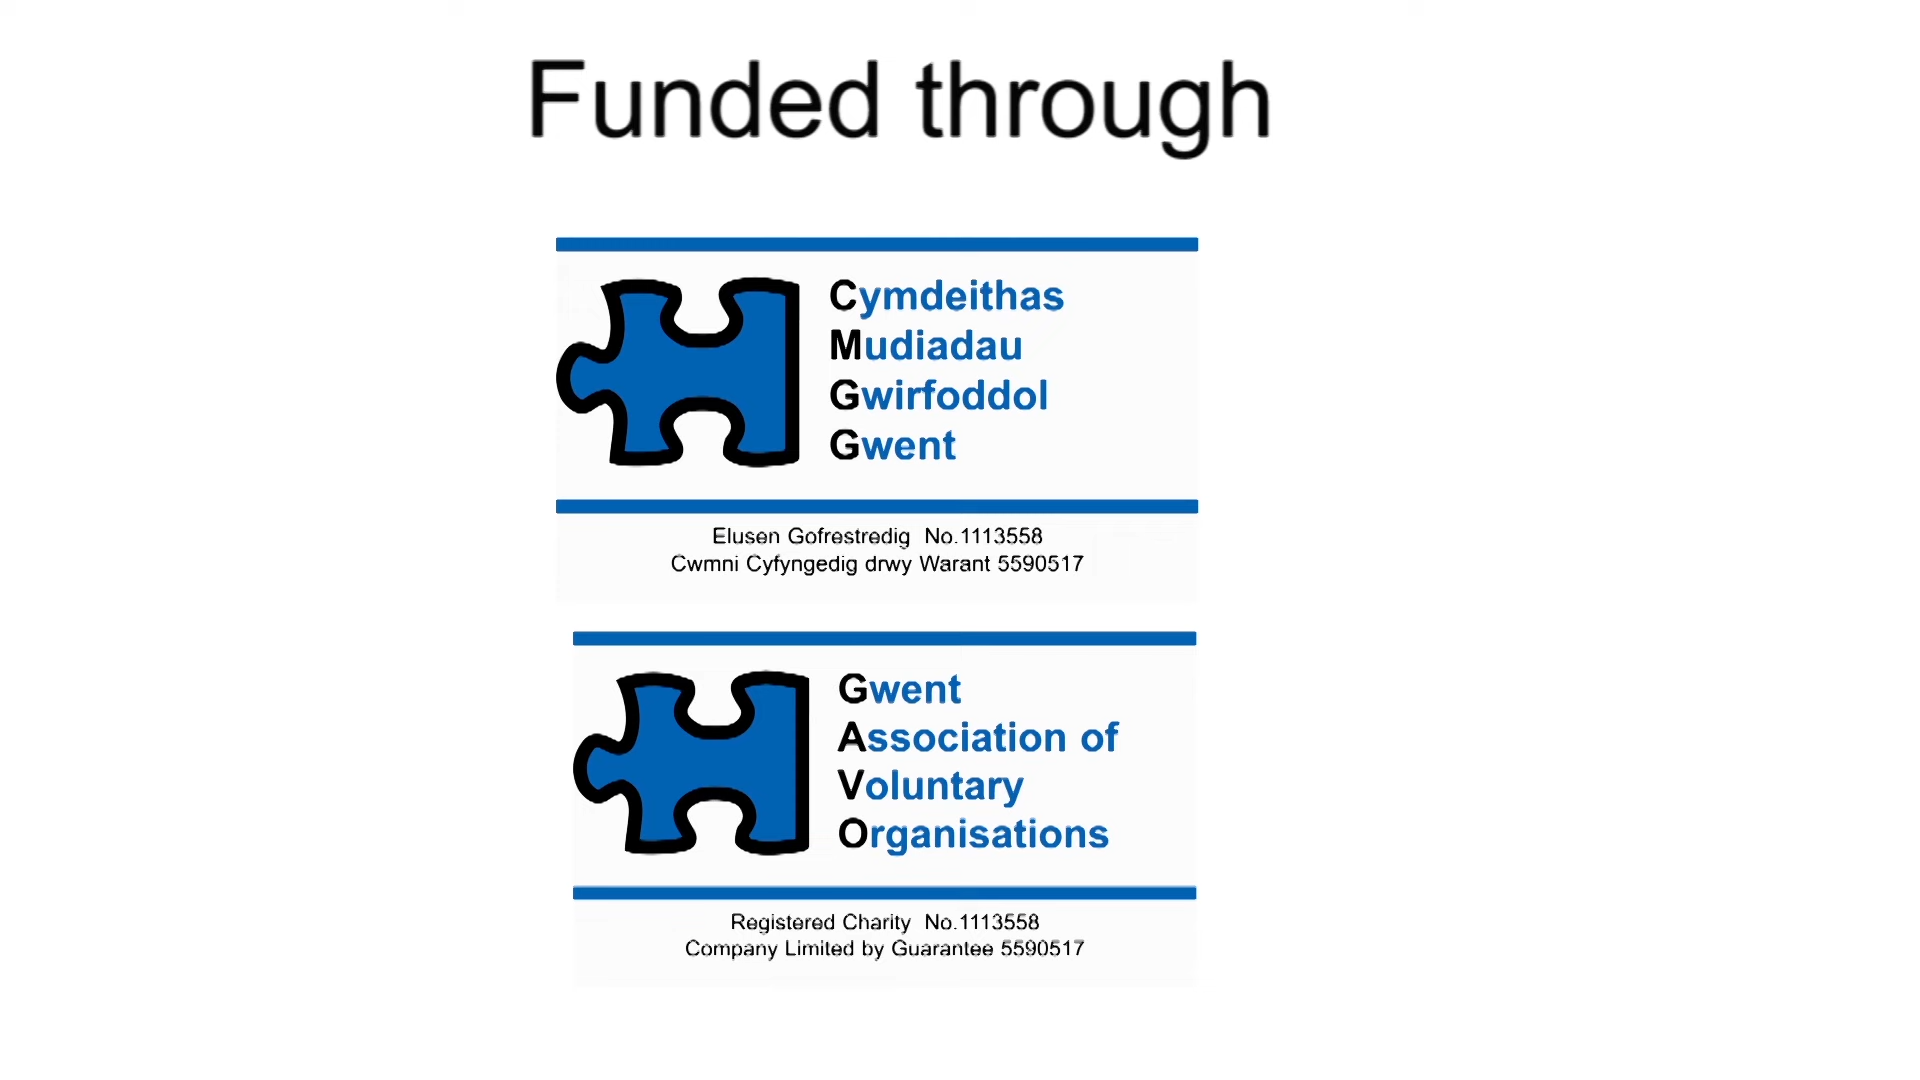 Funded through
Cymdeithas
Mudiadau
Gwirfoddol
Gwent
Elusen Gofrestredig No.1113558
Cwmni Cyfyngedig drwy Warant 5590517
Gwent
Association of
Voluntary
Organisations
Registered Charity No.1113558
Company Limited by Guarantee 5590517